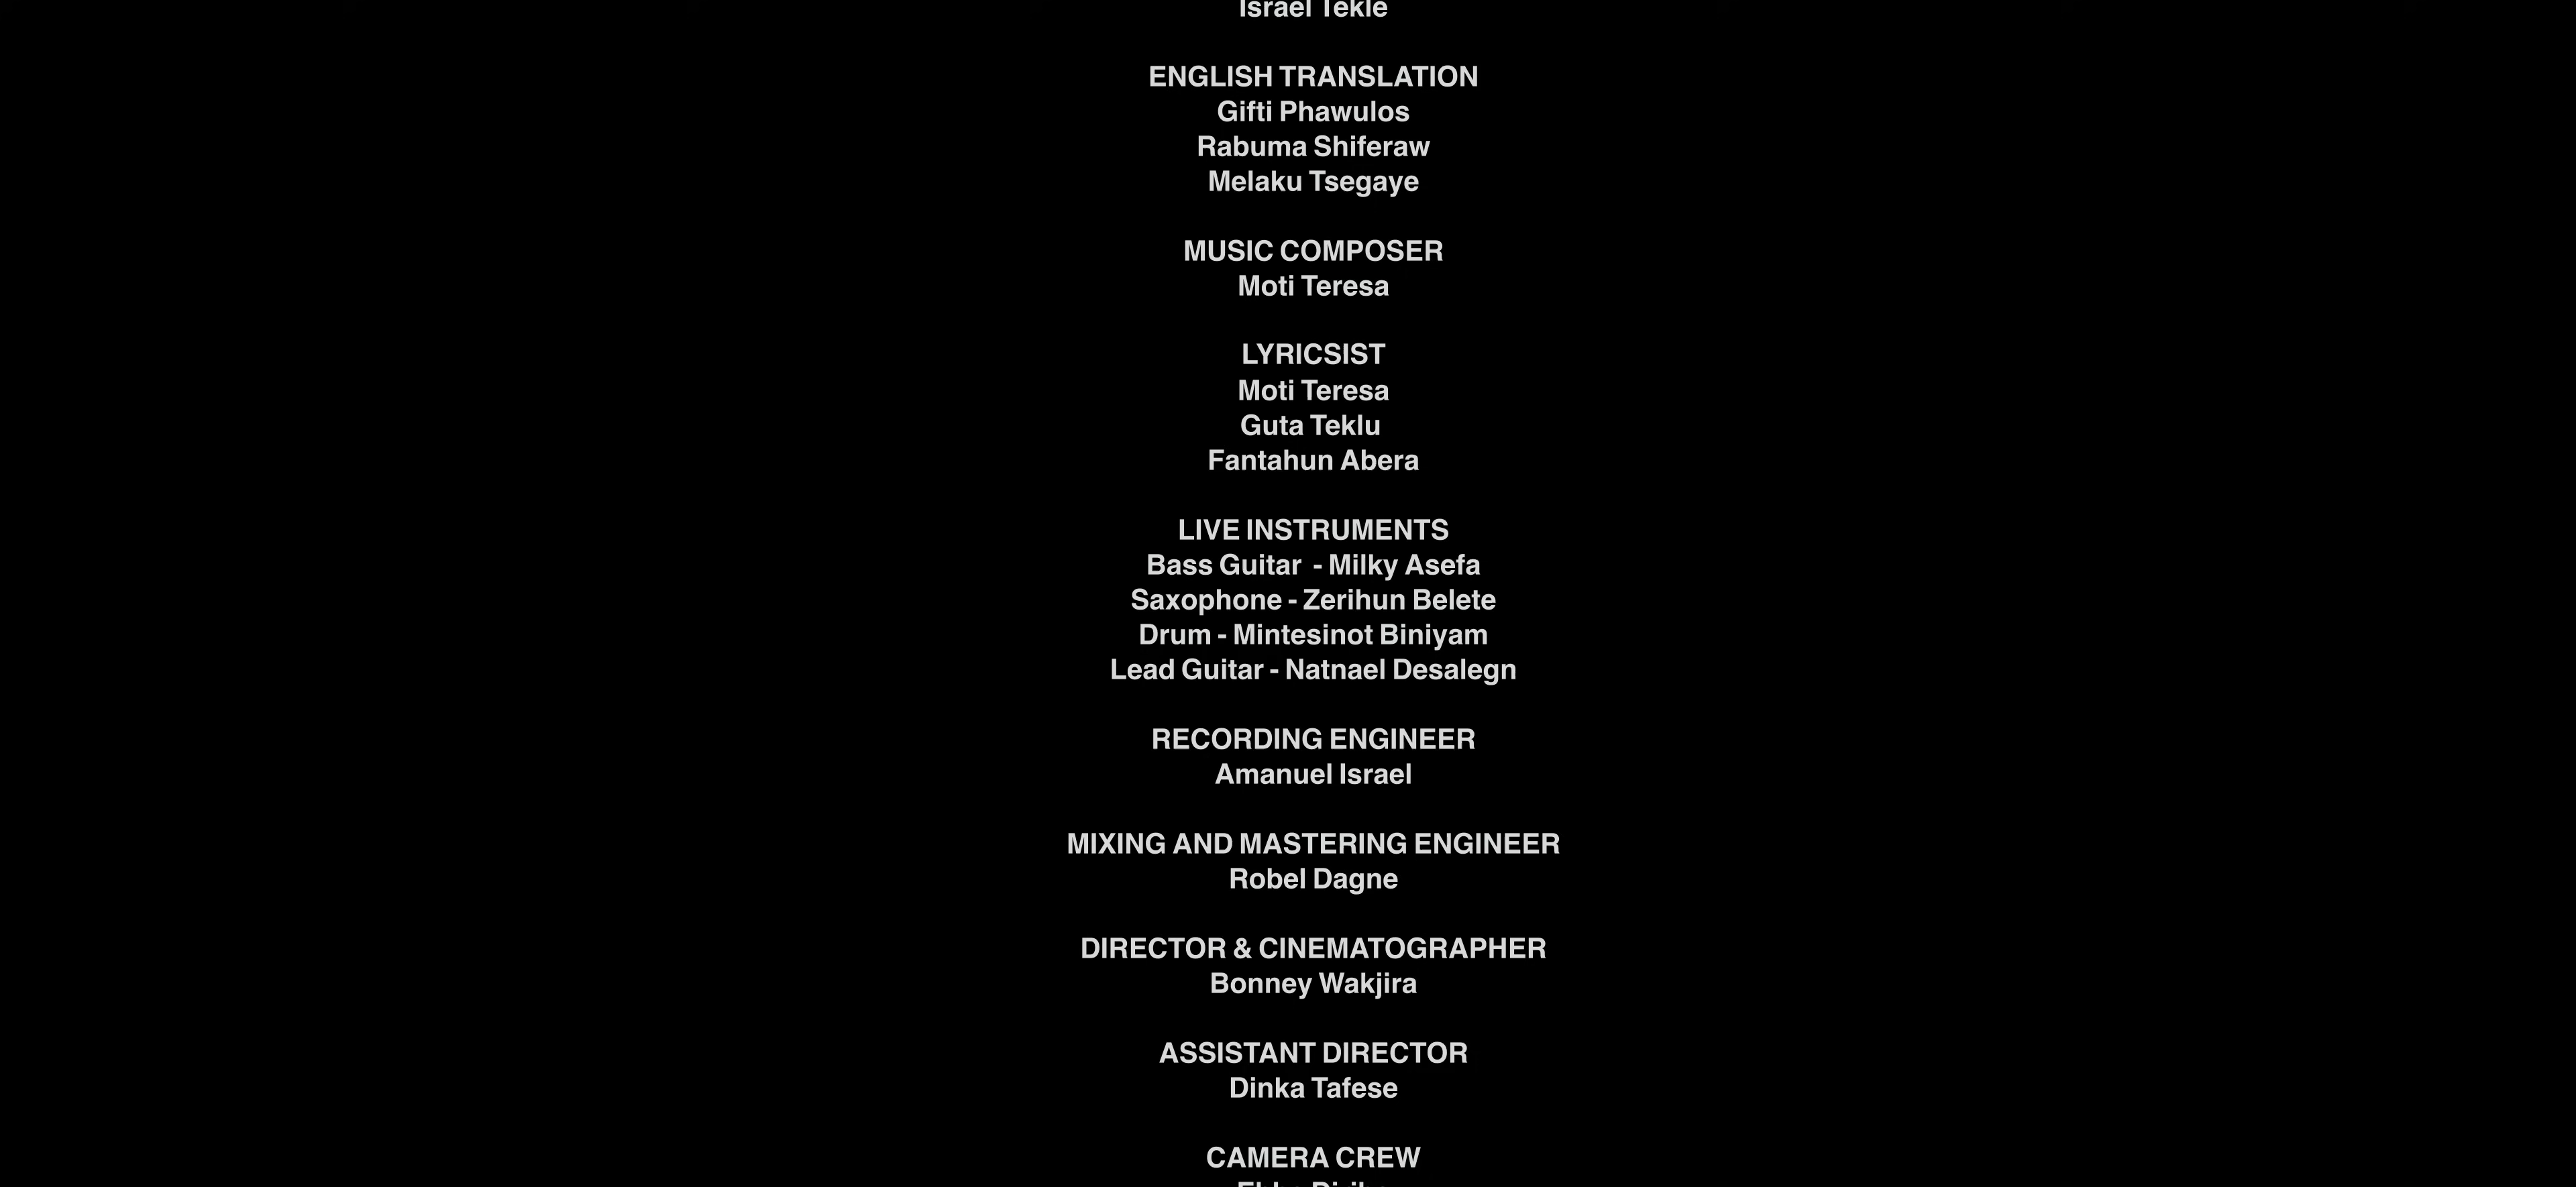 Israel Tekle
ENGLISH TRANSLATION
Gifti Phawulos
Rabuma Shiferaw
Melaku Tsegaye
MUSIC COMPOSER
Moti Teresa
LYRICSIST
Moti Teresa
Guta Teklu
Fantahun Abera
LIVE INSTRUMENTS
Bass Guitar - Milky Asefa
Saxophone - Zerihun Belete
Drum - Mintesinot Biniyam
Lead Guitar - Natnael Desalegn
RECORDING ENGINEER
Amanuel Israel
MIXING AND MASTERING ENGINEER
Robel Dagne
DIRECTOR & CINEMATOGRAPHER
Bonney Wakjira
ASSISTANT DIRECTOR
Dinka Tafese
CAMERA CREW